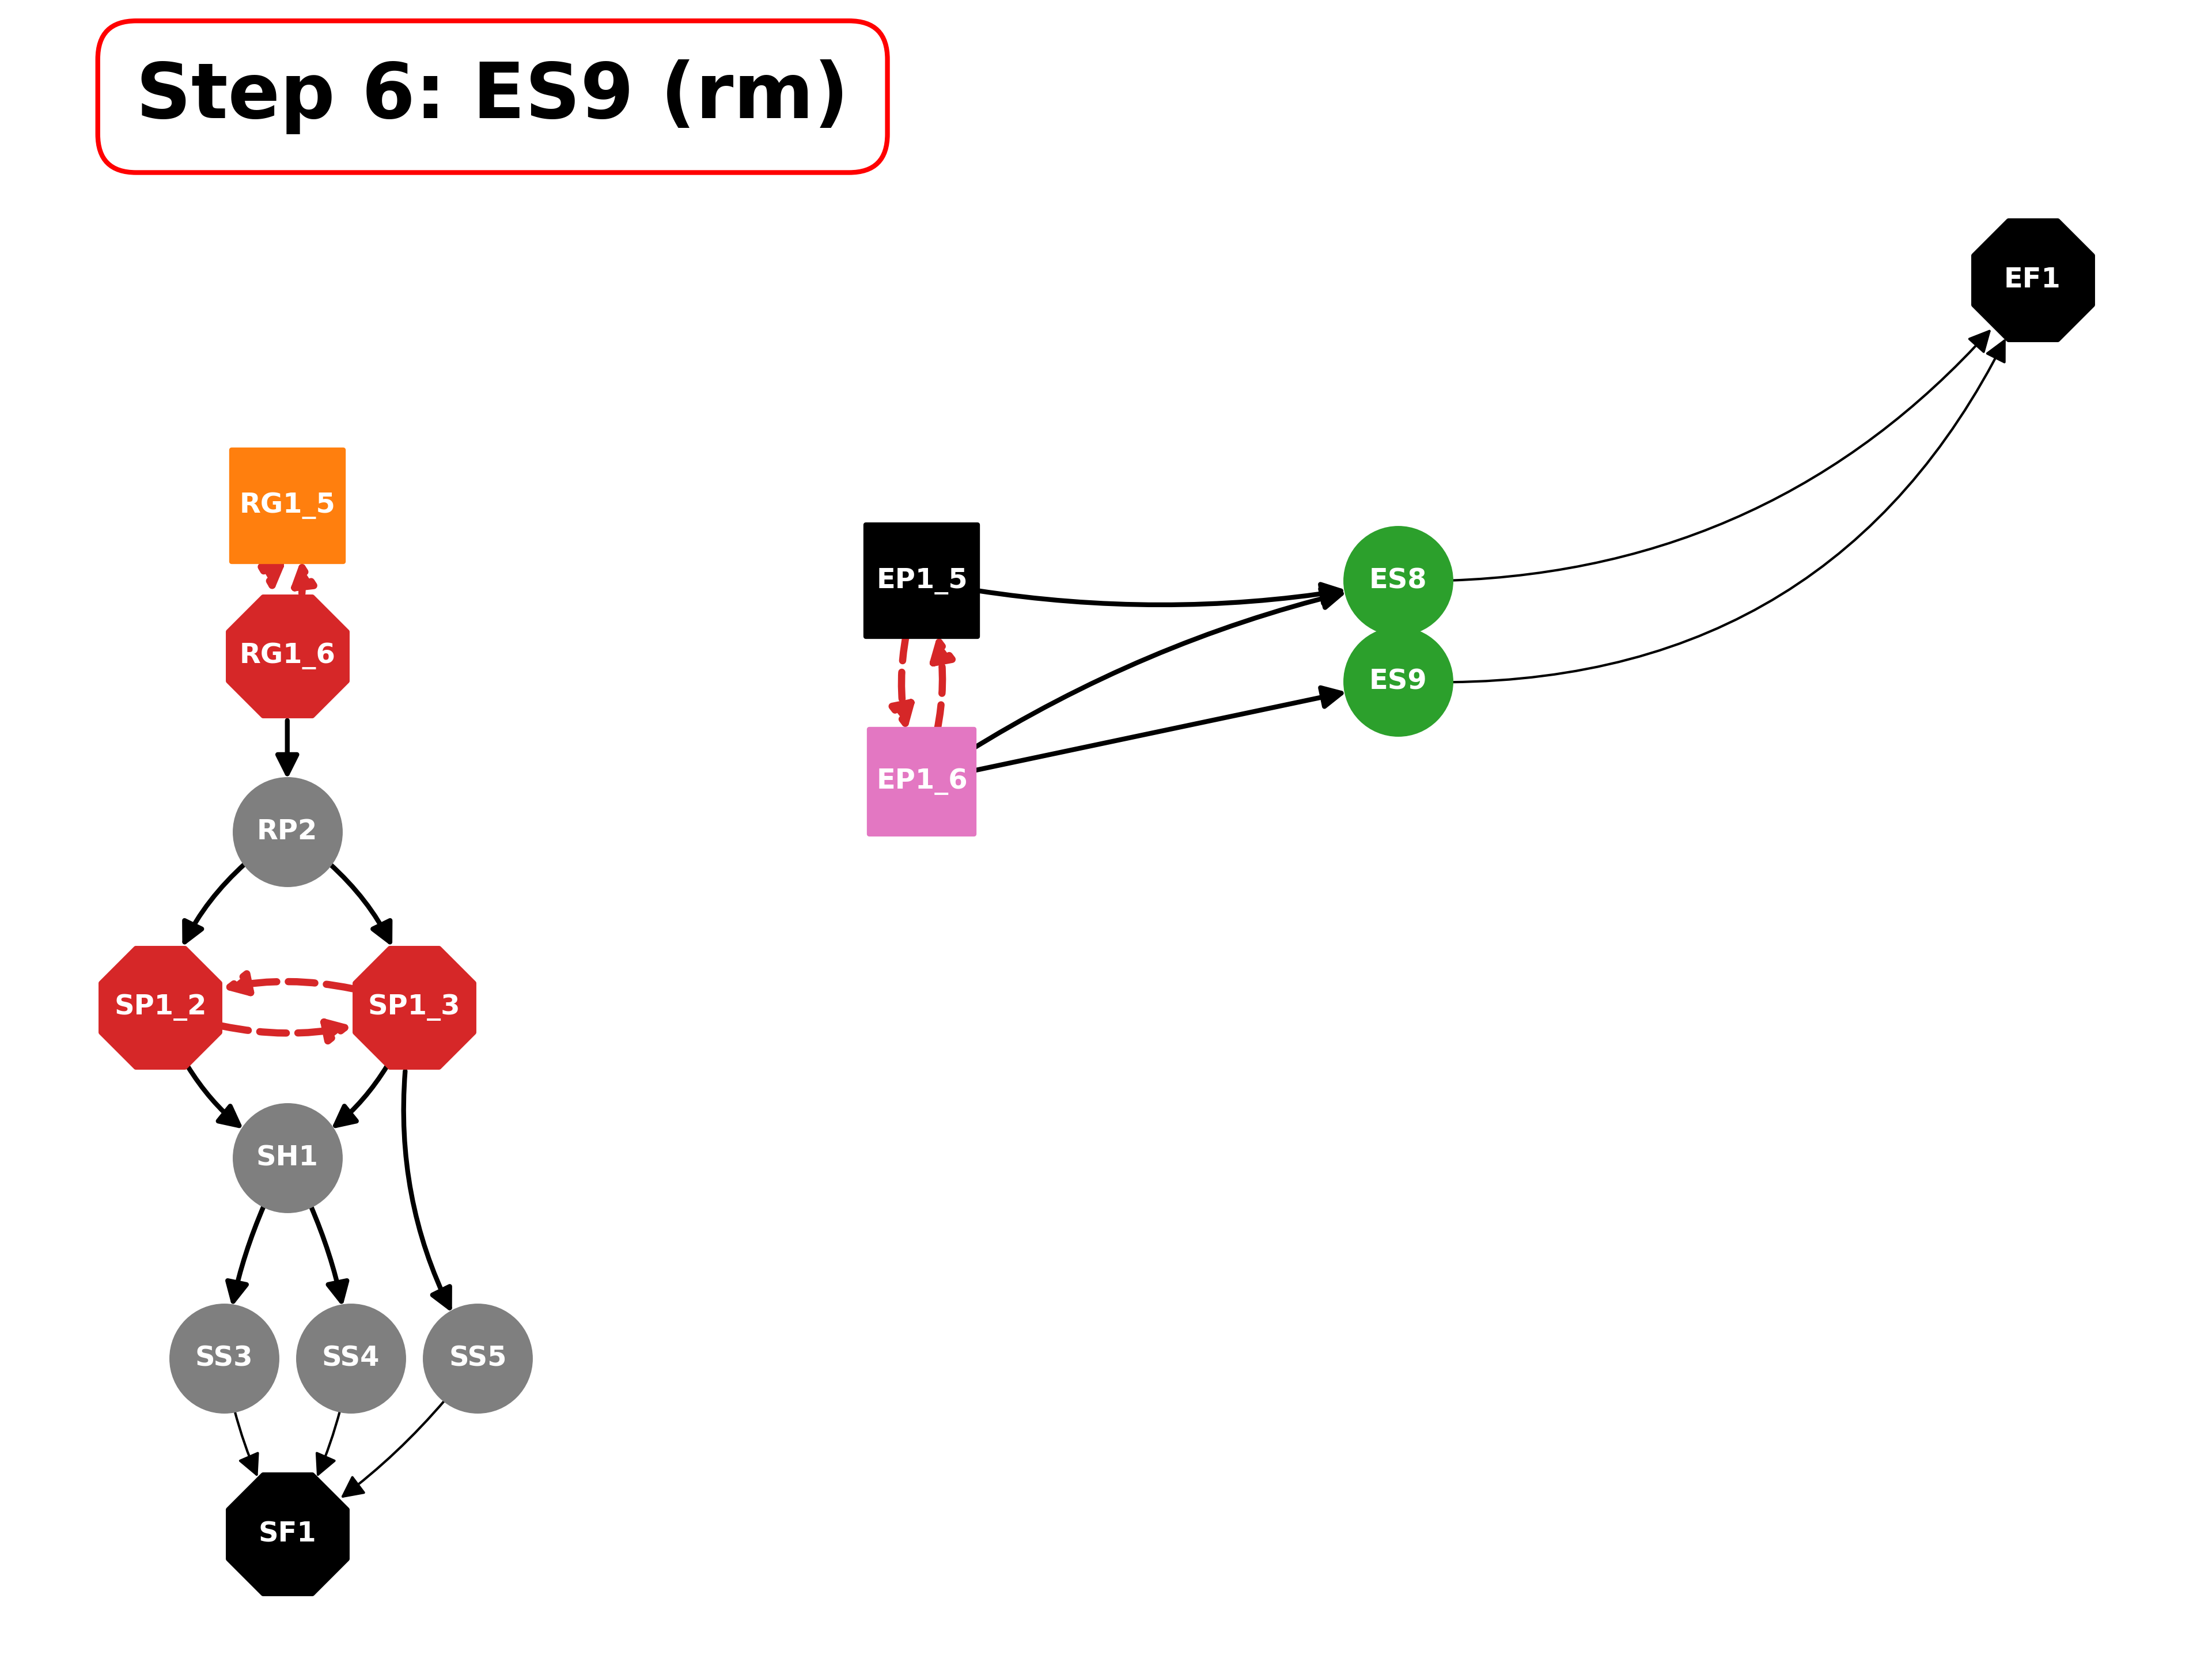 Step 6: ES9 (rm)
EF1
RG1_5
EP1_5
ES8
RG1_6
ES9
EP1_6
RP2
SP1_2
SP1_3
SH1
SS3
SS4
SS5
SF1